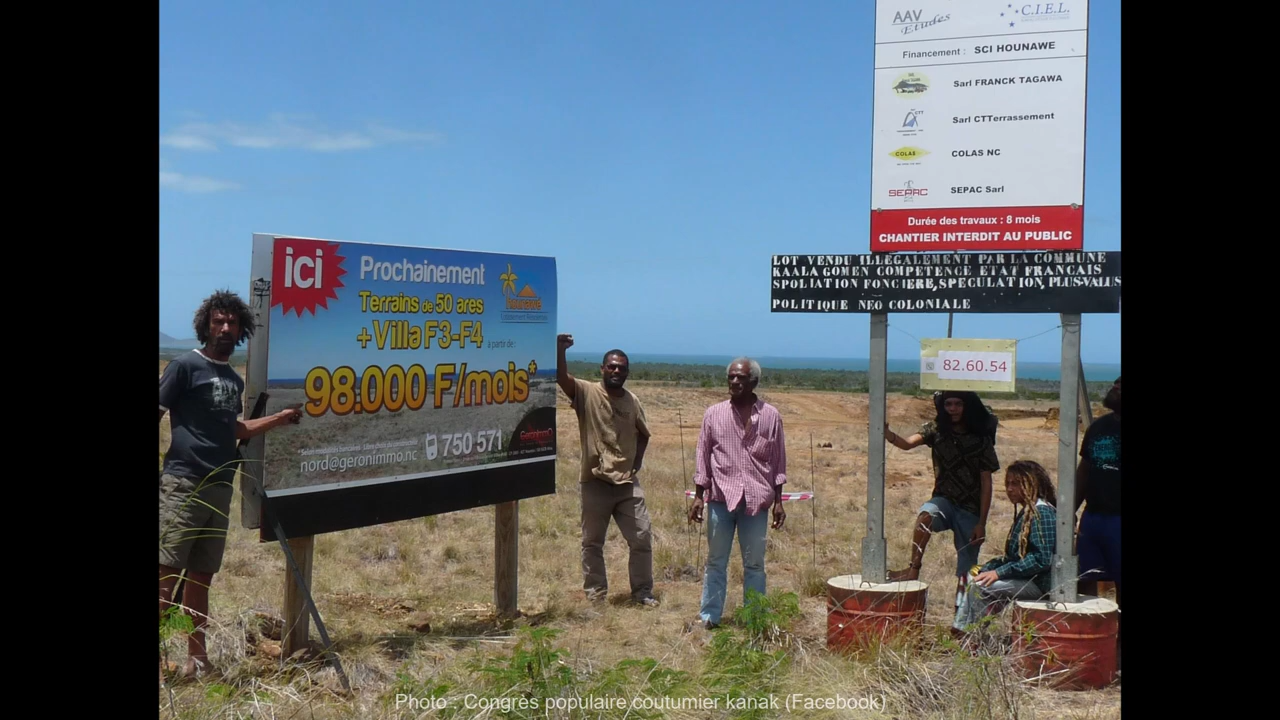 ici
Prochainement
Terrains de 50 ares
+Villa F3-F4 à partir de :
98.000 F/mois*
nord@geronimmo.nc
750 571
AAV
Etudes
C.I.E.L.
Financement : SCI HOUNAWE
Sarl FRANCK TAGAWA
Sarl CTTerrassement
COLAS
COLAS NC
SEPAC
SEPAC Sarl
Durée des travaux : 8 mois
CHANTIER INTERDIT AU PUBLIC
LOT VENDU ILLEGALEMENT PAR LA COMMUNE
KAALA GOMEN COMPETENCE ETAT FRANCAIS
SPOLIATION FONCIERE, SPECULATION, PLUS-VALUS
POLITIQUE NEO COLONIALE
82.60.54
Photo : Congrès populaire coutumier kanak (Facebook)